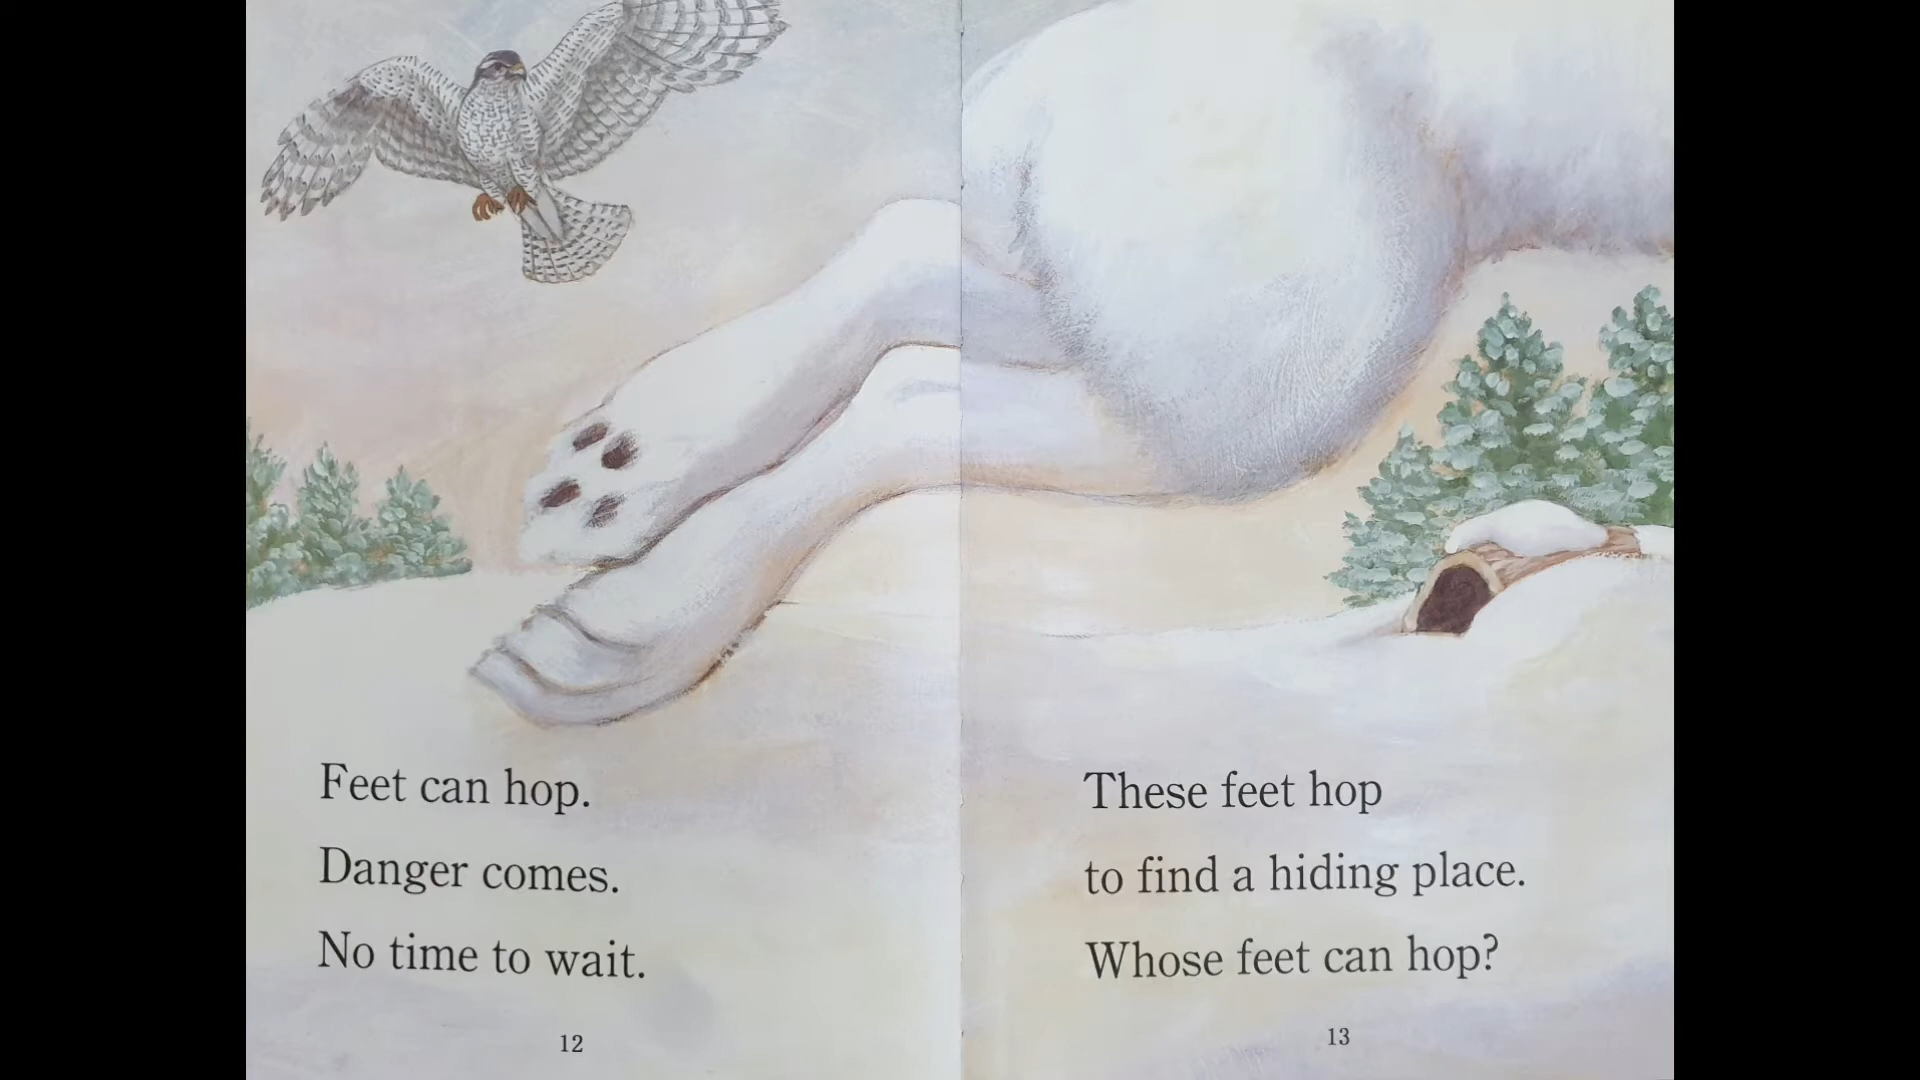 Feet can hop.
Danger comes.
No time to wait.
12
These feet hop
to find a hiding place.
Whose feet can hop?
13